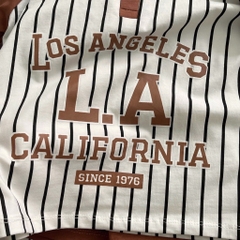 LOS ANGELES
L.A
CALIFORNIA
SINCE 1976